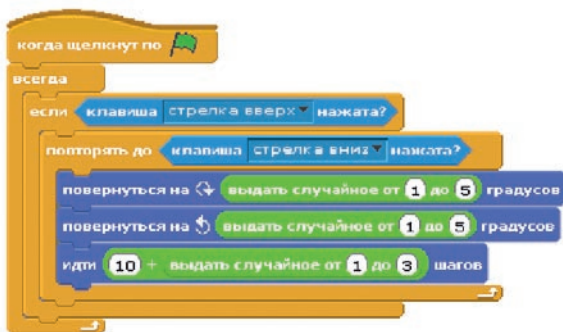 когда щелкнут по
всегда
если клавиша стрелка вверх нажата?
повторять до клавиша стрелка вниз нажата?
повернуться на выдать случайное от 1 до 5 градусов
повернуться на выдать случайное от 1 до 5 градусов
идти 10 + выдать случайное от 1 до 3 шагов